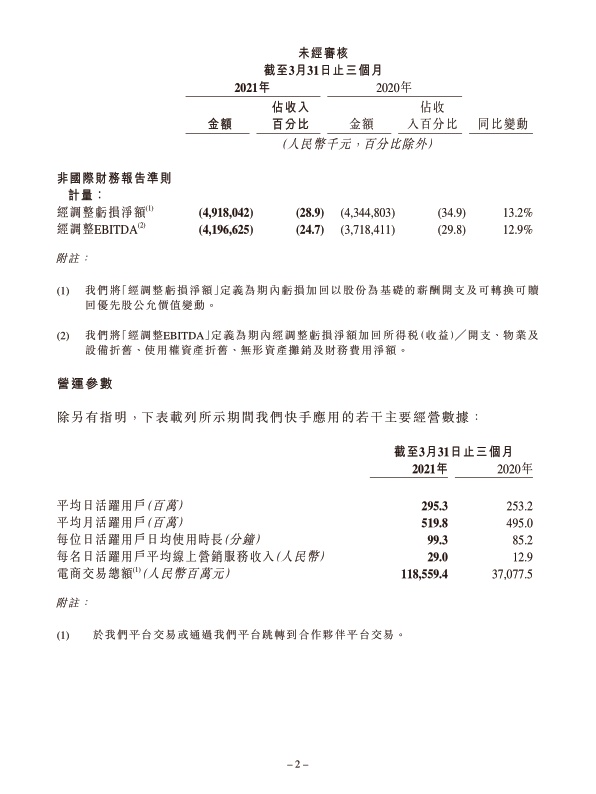 未經審核
截至3月31日止三個月
2021年 2020年
佔收入 佔收
金額 百分比 金額 入百分比 同比變動
(人民幣千元，百分比除外)
非國際財務報告準則
計量：
經調整虧損淨額(1) (4,918,042) (28.9) (4,344,803) (34.9) 13.2%
經調整EBITDA(2) (4,196,625) (24.7) (3,718,411) (29.8) 12.9%
附註：
(1) 我們將「經調整虧損淨額」定義為期內虧損加回以股份為基礎的薪酬開支及可轉換可贖
回優先股公允價值變動。
(2) 我們將「經調整EBITDA」定義為期內經調整虧損淨額加回所得稅(收益)／開支、物業及
設備折舊、使用權資產折舊、無形資產攤銷及財務費用淨額。
營運參數
除另有指明，下表載列所示期間我們快手應用的若干主要經營數據：
截至3月31日止三個月
2021年 2020年
平均日活躍用戶(百萬) 295.3 253.2
平均月活躍用戶(百萬) 519.8 495.0
每位日活躍用戶日均使用時長(分鐘) 99.3 85.2
每名日活躍用戶平均線上營銷服務收入(人民幣) 29.0 12.9
電商交易總額(1)(人民幣百萬元) 118,559.4 37,077.5
附註：
(1) 於我們平台交易或通過我們平台跳轉到合作夥伴平台交易。
– 2 –